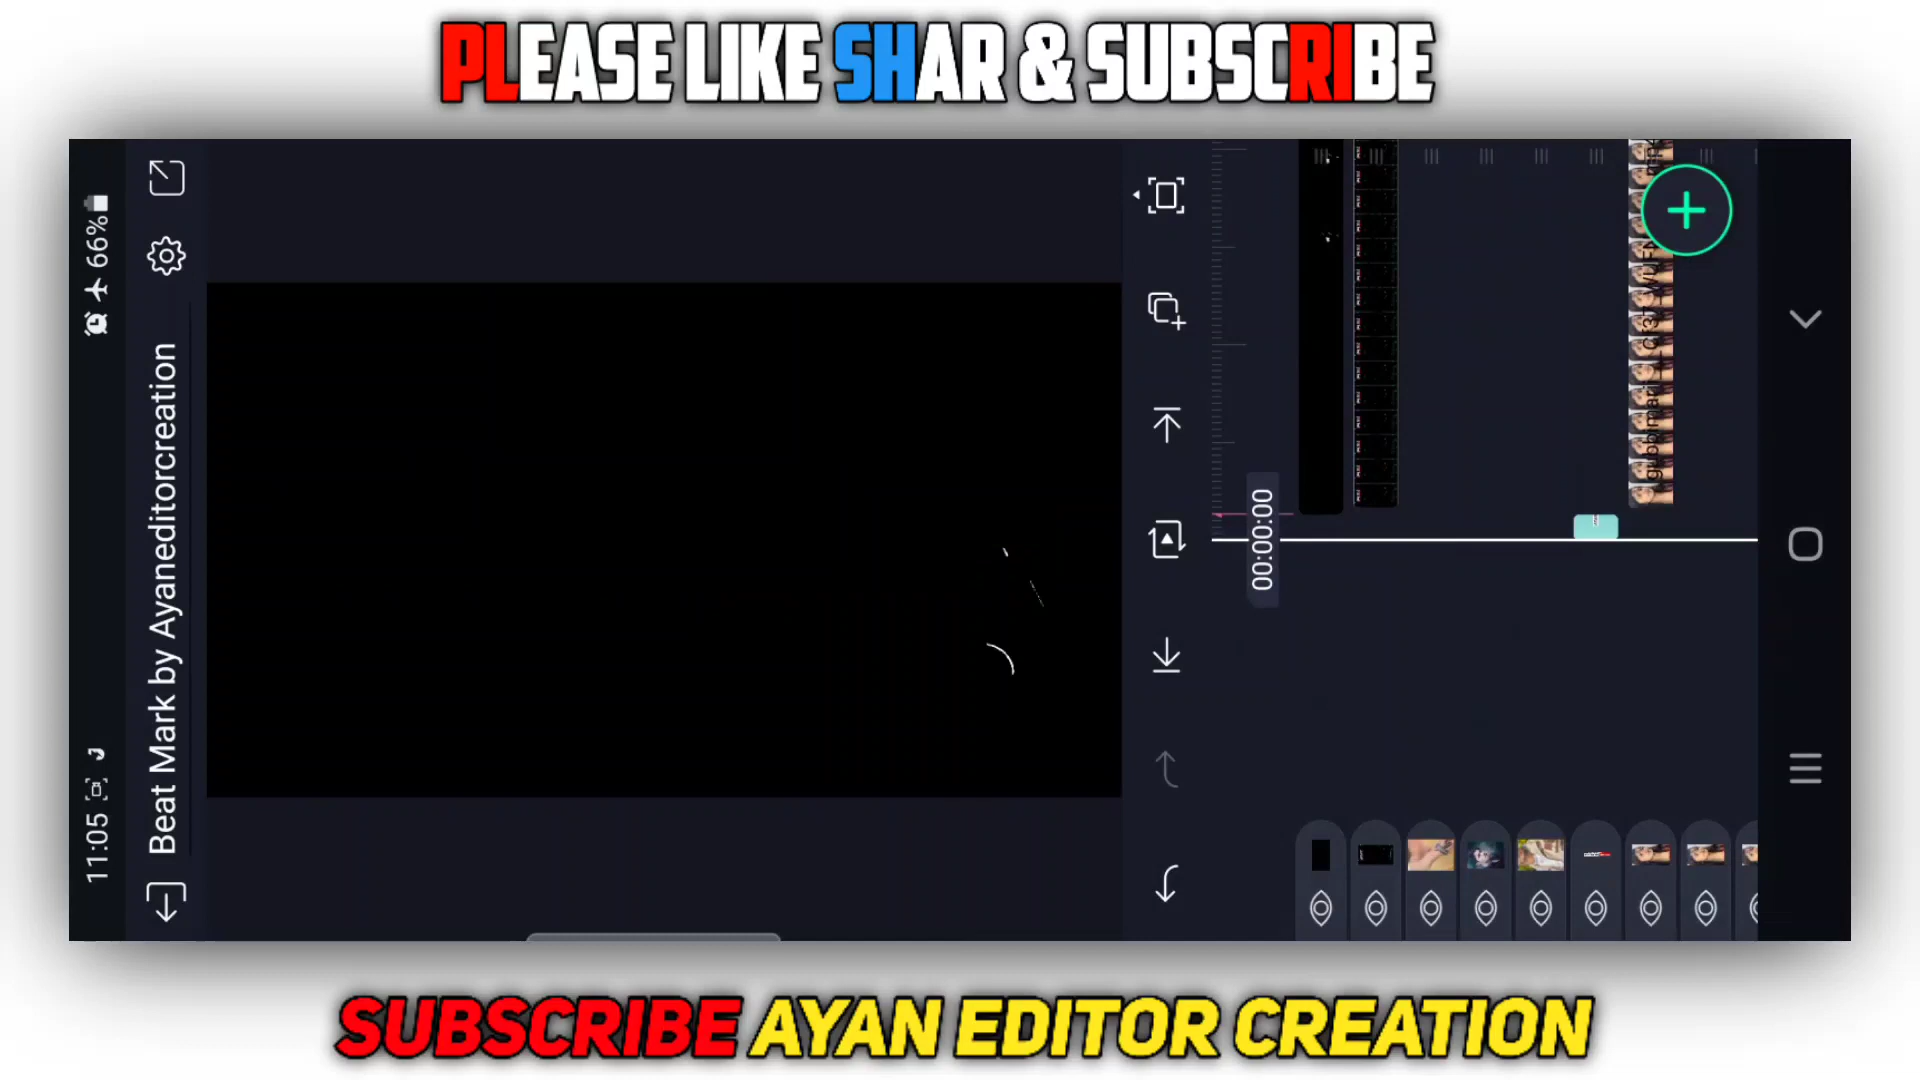 PLEASE LIKE SHAR & SUBSCRIBE
11:05
66%
Beat Mark by Ayaneditorcreation
00:00:00
SUBSCRIBE AYAN EDITOR CREATION